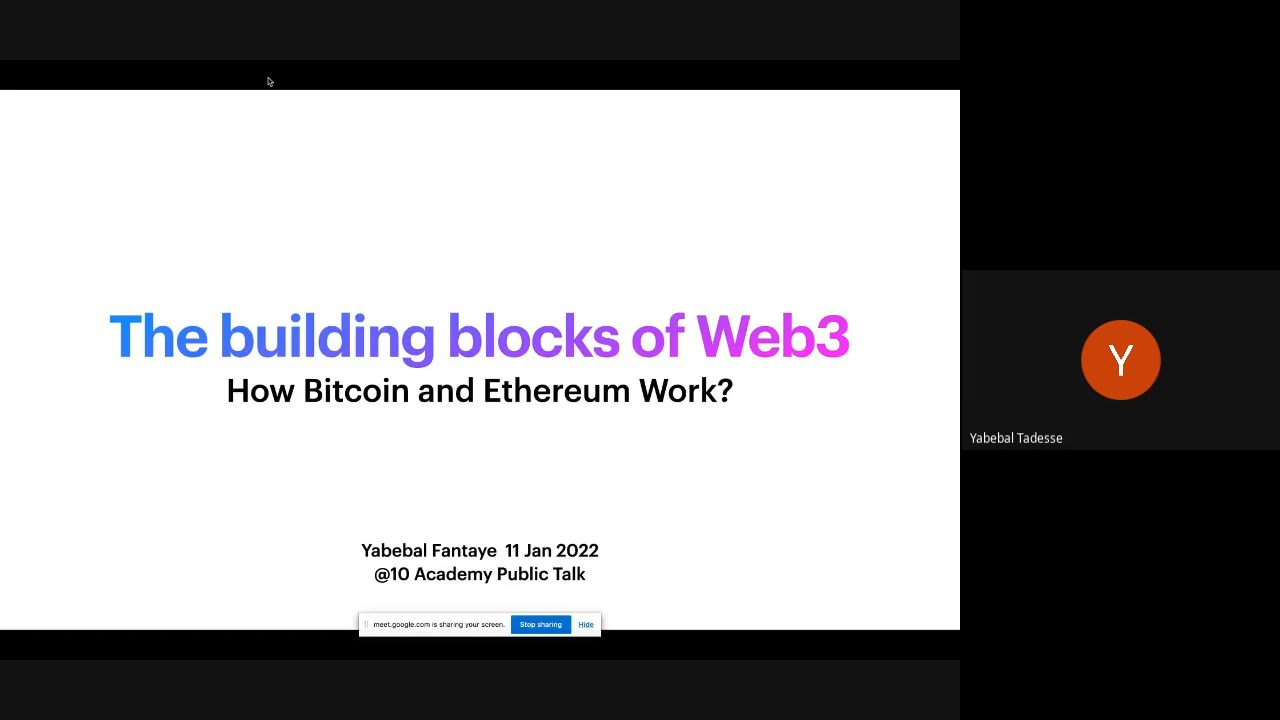 The building blocks of Web3
How Bitcoin and Ethereum Work?
Yabebal Fantaye 11 Jan 2022
@10 Academy Public Talk
meet.google.com is sharing your screen. Stop sharing Hide
Y
Yabebal Tadesse